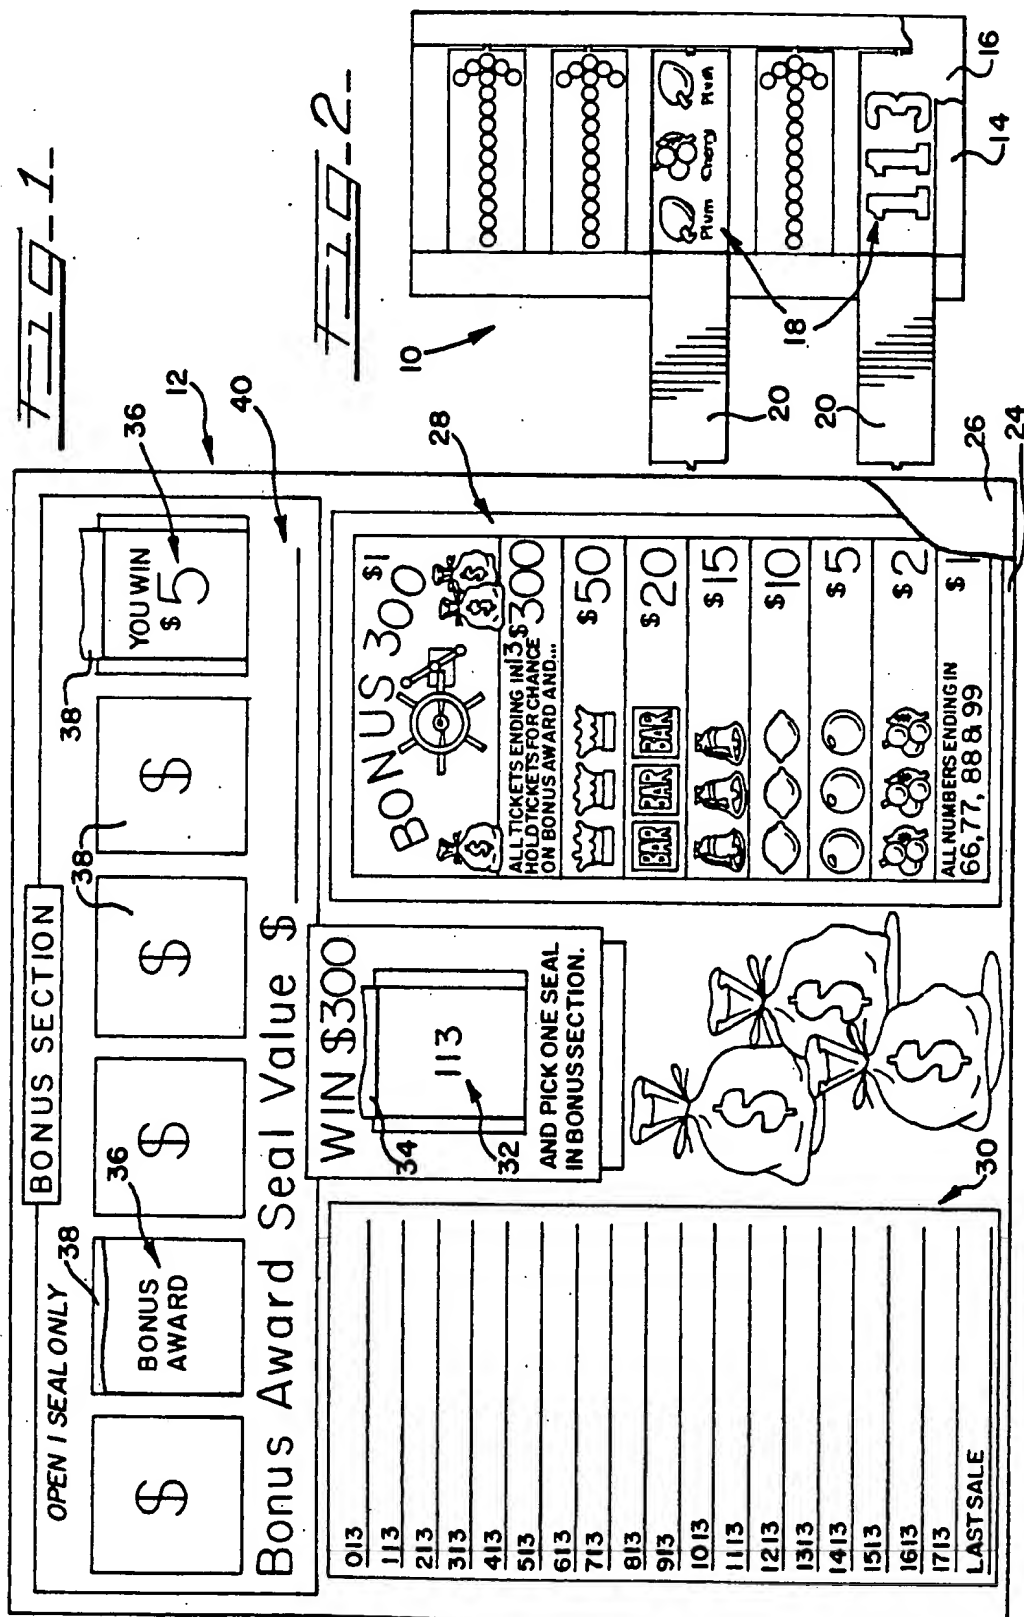 Fig-1-
BONUS SECTION
OPEN 1 SEAL ONLY
38
36
38
38
38
36
12
$
BONUS
AWARD
$
$
$
YOU WIN
$5
Bonus Award Seal Value $
40
013
113
213
313
413
513
613
713
813
913
1013
1113
1213
1313
1413
1513
1613
1713
LAST SALE
30
WIN $300
34
113
32
AND PICK ONE SEAL
IN BONUS SECTION.
$
$
$
28
BONUS 300
$1
$
$
$
ALL TICKETS ENDING IN 13 $300
HOLD TICKETS FOR CHANCE
ON BONUS AWARD AND...
$50
BAR BAR BAR $20
$15
$10
$5
$2
ALL NUMBERS ENDING IN
66, 77, 88 & 99 $1
26
24
Fig-2-
10
Plum Cherry Plum
113
18
20
20
14
16